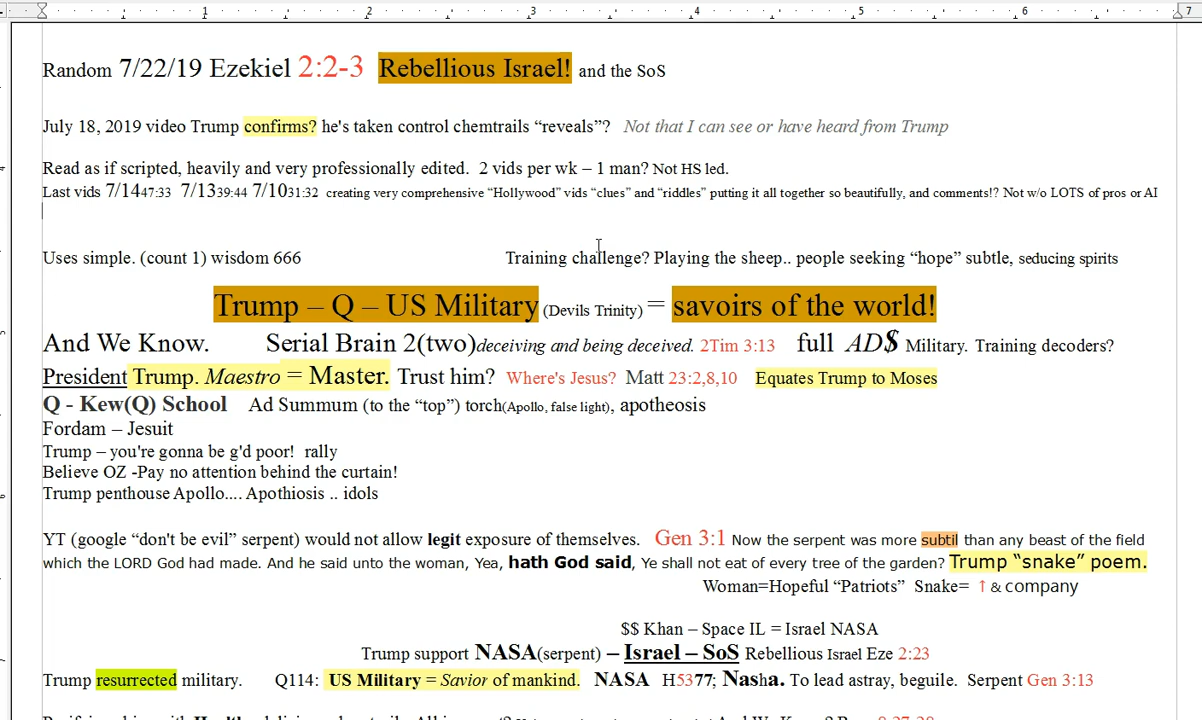 1 2 3 4 5 6 7
Random 7/22/19 Ezekiel 2:2-3 Rebellious Israel! and the SoS
July 18, 2019 video Trump confirms? he's taken control chemtrails “reveals”? Not that I can see or have heard from Trump
Read as if scripted, heavily and very professionally edited. 2 vids per wk – 1 man? Not HS led.
Last vids 7/1447:33 7/1339:44 7/1031:32 creating very comprehensive “Hollywood” vids “clues” and “riddles” putting it all together so beautifully, and comments!? Not w/o LOTS of pros or AI
Uses simple. (count 1) wisdom 666 Training challenge? Playing the sheep.. people seeking “hope” subtle, seducing spirits
Trump – Q – US Military (Devils Trinity) = savoirs of the world!
And We Know. Serial Brain 2(two)deceiving and being deceived. 2Tim 3:13 full AD$ Military. Training decoders?
President Trump. Maestro = Master. Trust him? Where's Jesus? Matt 23:2,8,10 Equates Trump to Moses
Q - Kew(Q) School Ad Summum (to the “top”) torch(Apollo, false light), apotheosis
Fordam – Jesuit
Trump – you're gonna be g'd poor! rally
Believe OZ -Pay no attention behind the curtain!
Trump penthouse Apollo.... Apothiosis .. idols
YT (google “don't be evil” serpent) would not allow legit exposure of themselves. Gen 3:1 Now the serpent was more subtil than any beast of the field
which the LORD God had made. And he said unto the woman, Yea, hath God said, Ye shall not eat of every tree of the garden? Trump “snake” poem.
Woman=Hopeful “Patriots” Snake= ↑ & company
$$ Khan – Space IL = Israel NASA
Trump support NASA(serpent) – Israel – SoS Rebellious Israel Eze 2:23
Trump resurrected military. Q114: US Military = Savior of mankind. NASA H5377; Nasha. To lead astray, beguile. Serpent Gen 3:13